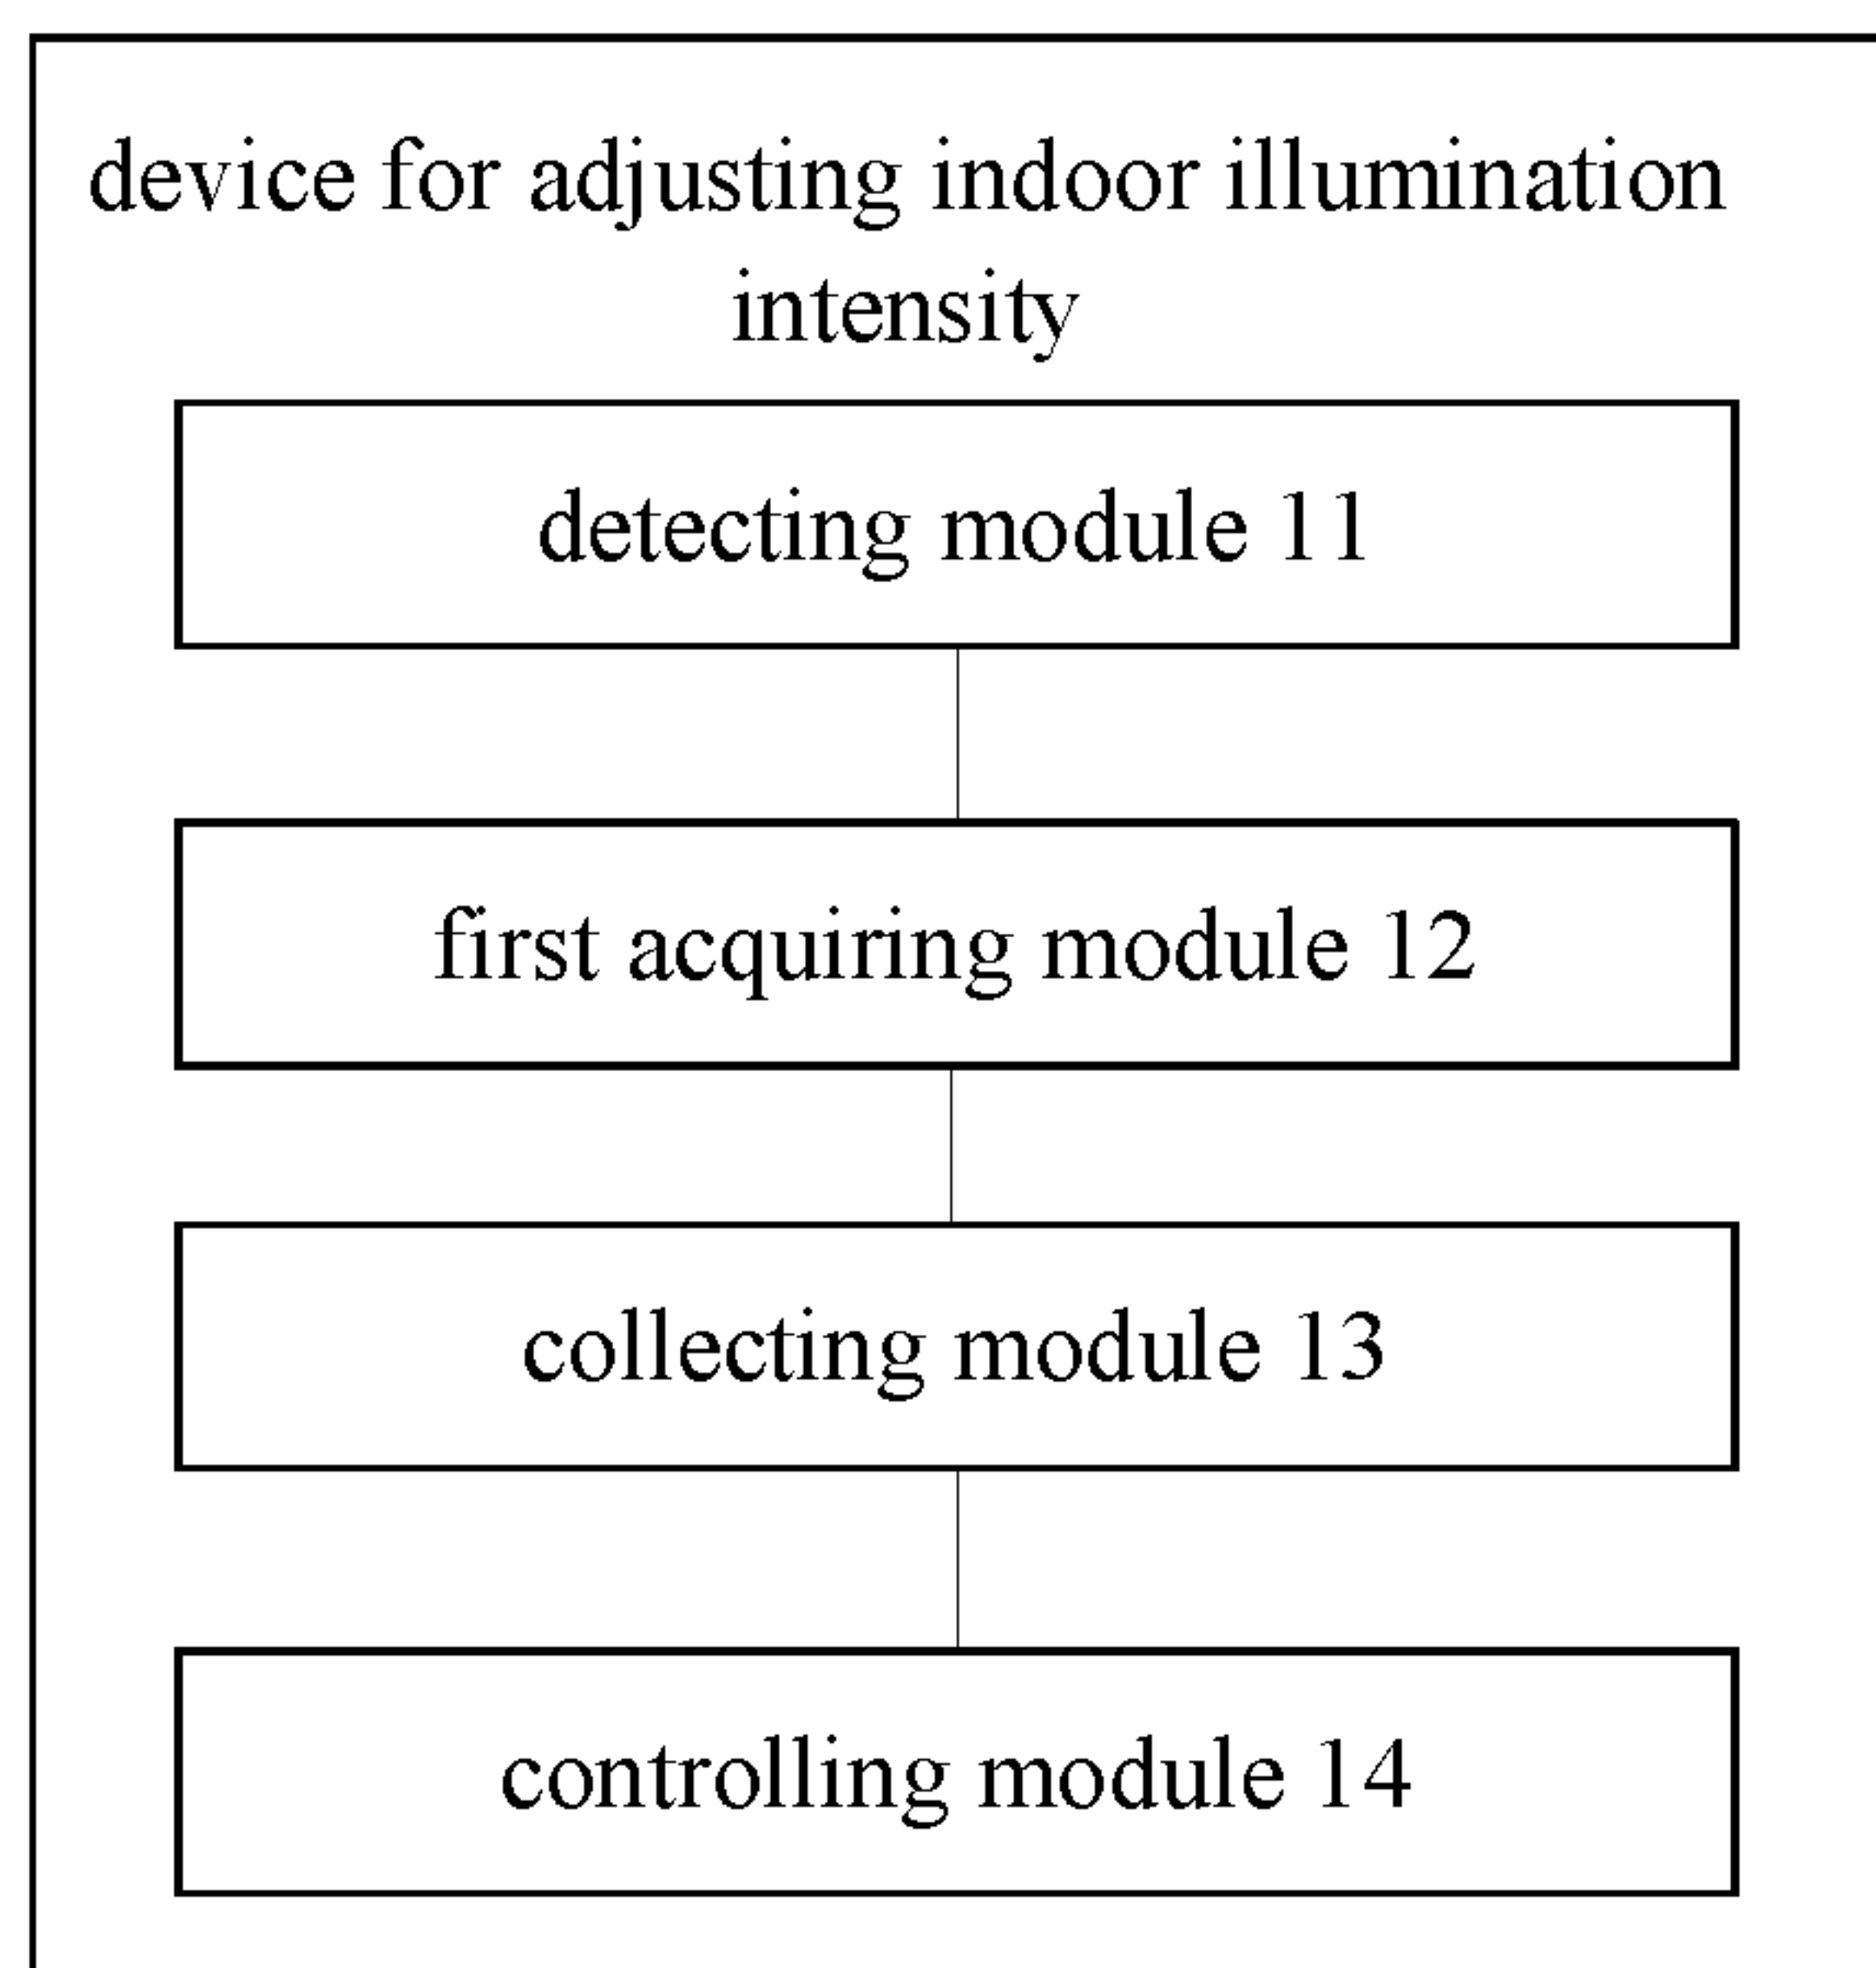 device for adjusting indoor illumination
intensity
detecting module 11
first acquiring module 12
collecting module 13
controlling module 14